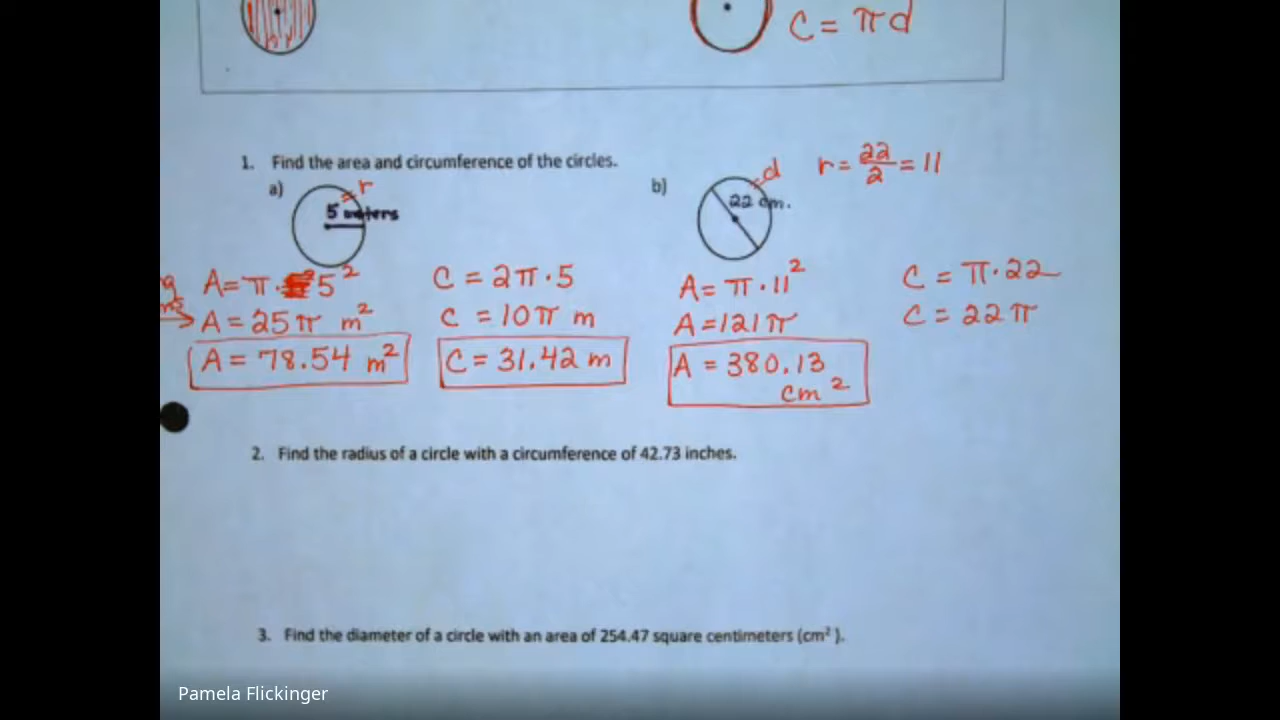 C = πd
1. Find the area and circumference of the circles.
a)
r
5 meters
b)
d
22 cm.
r = 22/2 = 11
A = π · 5²
C = 2π · 5
A = π · 11²
C = π · 22
A = 25π m²
C = 10π m
A = 121π
C = 22π
A = 78.54 m²
C = 31.42 m
A = 380.13
cm²
2. Find the radius of a circle with a circumference of 42.73 inches.
3. Find the diameter of a circle with an area of 254.47 square centimeters (cm²).
Pamela Flickinger